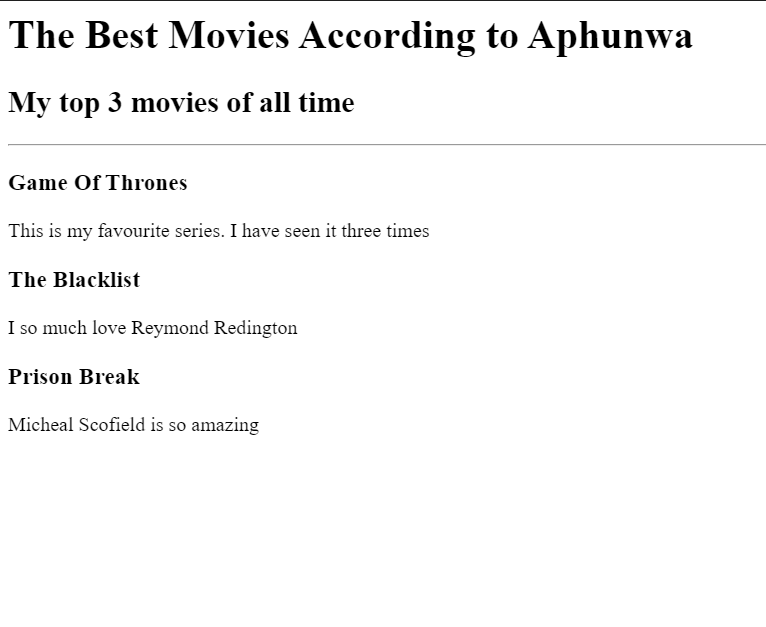 The Best Movies According to Aphunwa
My top 3 movies of all time
Game Of Thrones
This is my favourite series. I have seen it three times
The Blacklist
I so much love Reymond Redington
Prison Break
Micheal Scofield is so amazing